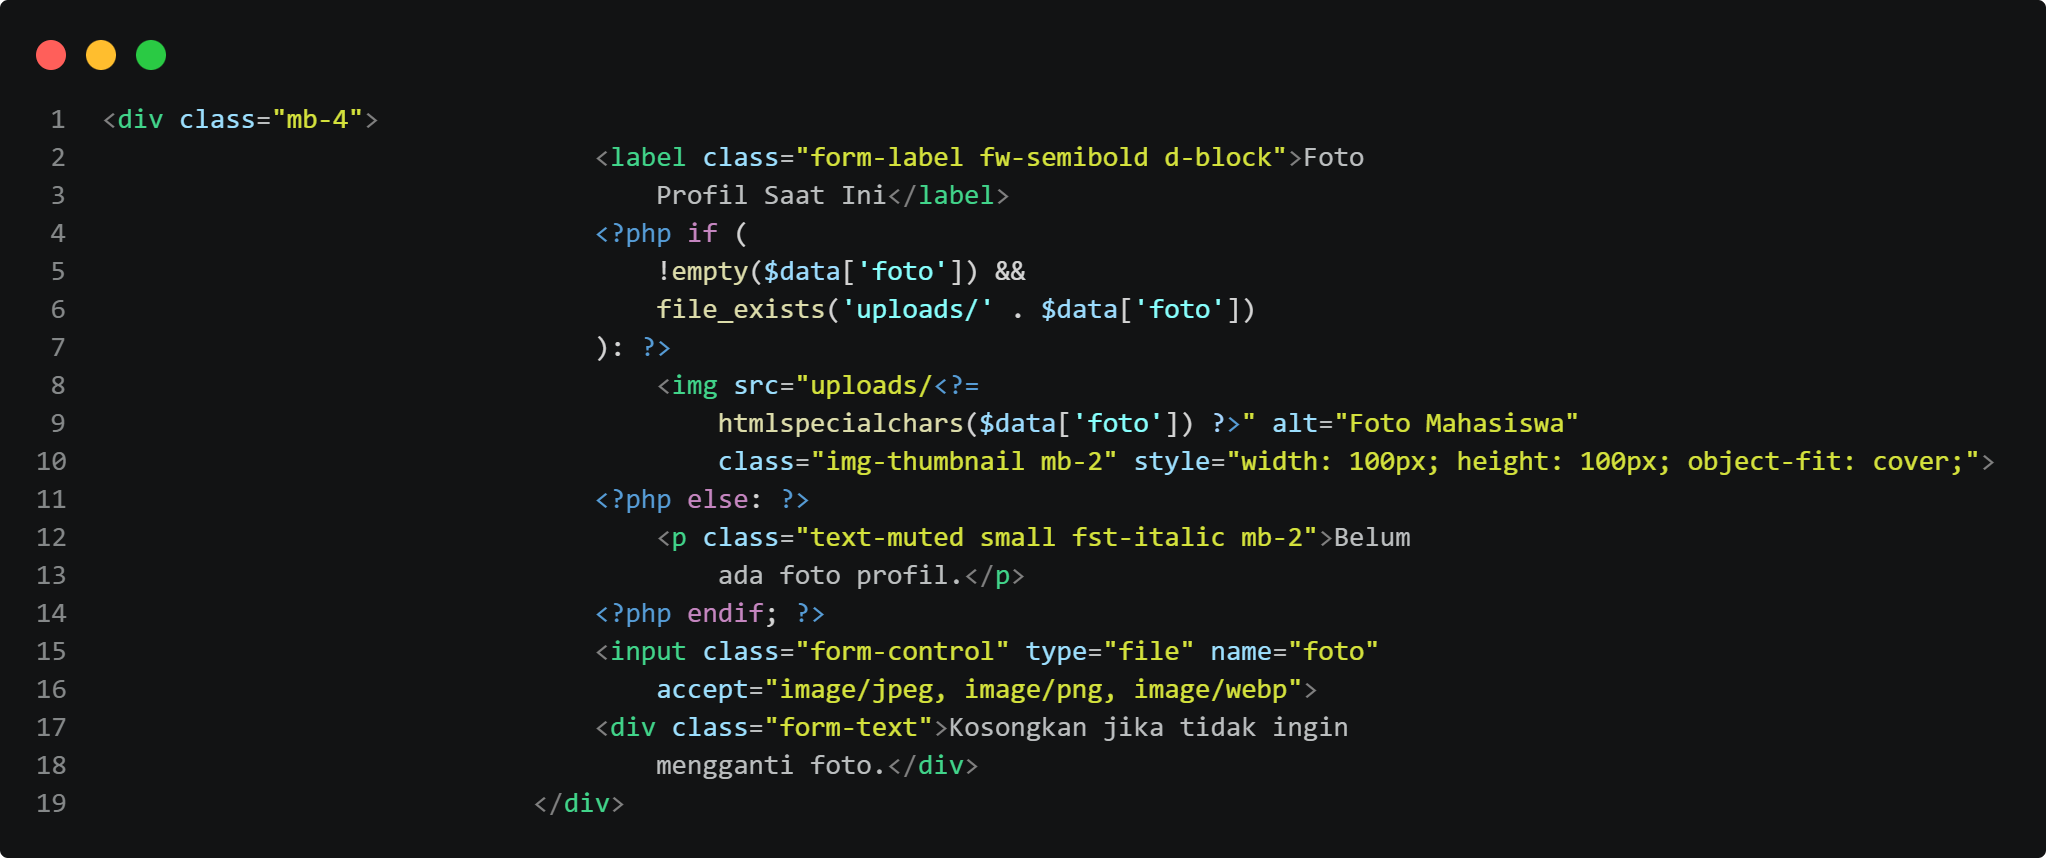 1 <div class="mb-4">
2 <label class="form-label fw-semibold d-block">Foto
3 Profil Saat Ini</label>
4 <?php if (
5 !empty($data['foto']) &&
6 file_exists('uploads/' . $data['foto'])
7 ): ?>
8 <img src="uploads/<?=
9 htmlspecialchars($data['foto']) ?>" alt="Foto Mahasiswa"
10 class="img-thumbnail mb-2" style="width: 100px; height: 100px; object-fit: cover;">
11 <?php else: ?>
12 <p class="text-muted small fst-italic mb-2">Belum
13 ada foto profil.</p>
14 <?php endif; ?>
15 <input class="form-control" type="file" name="foto"
16 accept="image/jpeg, image/png, image/webp">
17 <div class="form-text">Kosongkan jika tidak ingin
18 mengganti foto.</div>
19 </div>